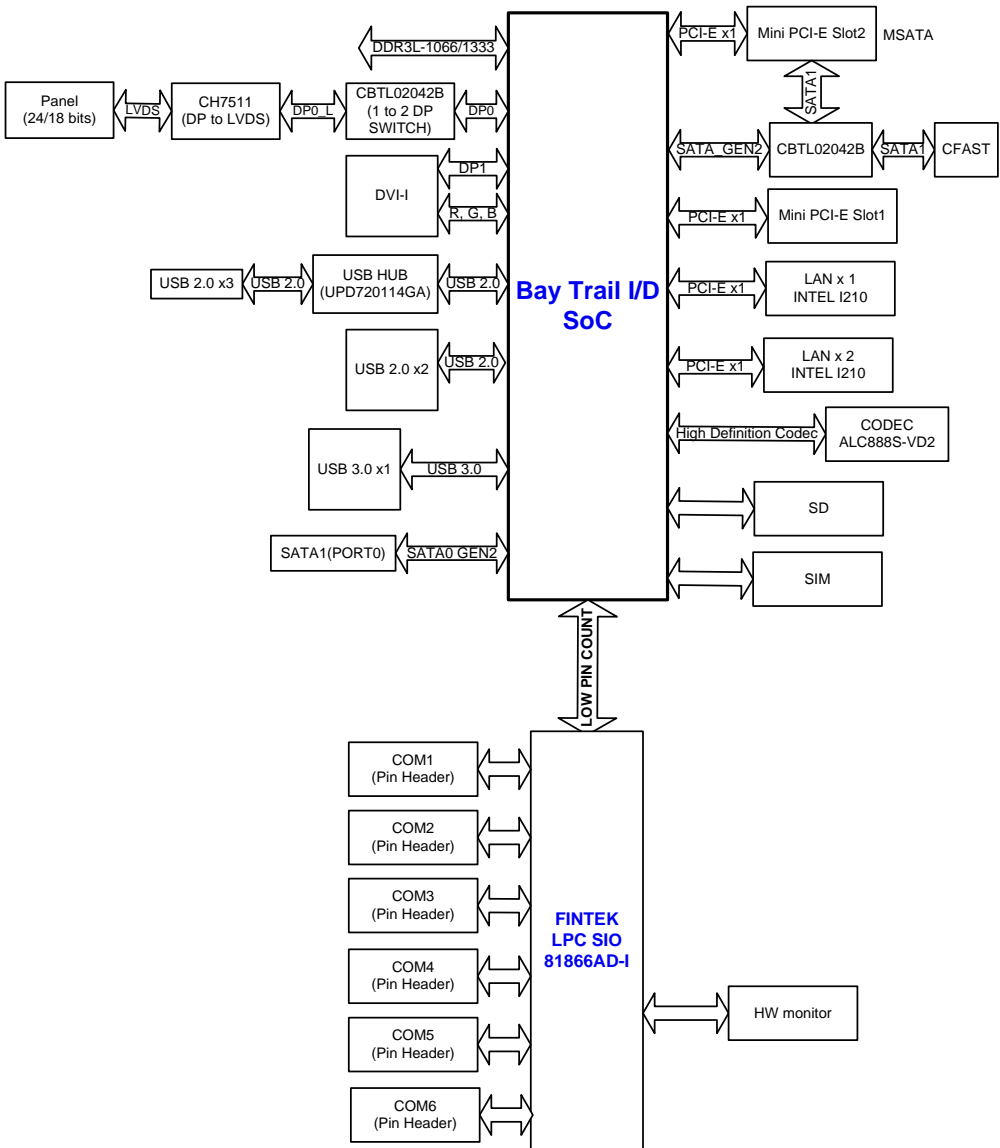 DDR3L-1066/1333
PCI-E x1
Mini PCI-E Slot2
MSATA
Panel
(24/18 bits)
LVDS
CH7511
(DP to LVDS)
DP0_L
CBTL02042B
(1 to 2 DP
SWITCH)
DP0
SATA1
SATA_GEN2
CBTL02042B
SATA1
CFAST
DVI-I
DP1
R, G, B
PCI-E x1
Mini PCI-E Slot1
USB 2.0 x3
USB 2.0
USB HUB
(UPD720114GA)
USB 2.0
Bay Trail I/D
SoC
PCI-E x1
LAN x 1
INTEL I210
USB 2.0 x2
USB 2.0
PCI-E x1
LAN x 2
INTEL I210
High Definition Codec
CODEC
ALC888S-VD2
USB 3.0 x1
USB 3.0
SD
SATA1(PORT0)
SATA0 GEN2
SIM
LOW PIN COUNT
COM1
(Pin Header)
COM2
(Pin Header)
COM3
(Pin Header)
COM4
(Pin Header)
COM5
(Pin Header)
COM6
(Pin Header)
FINTEK
LPC SIO
81866AD-I
HW monitor